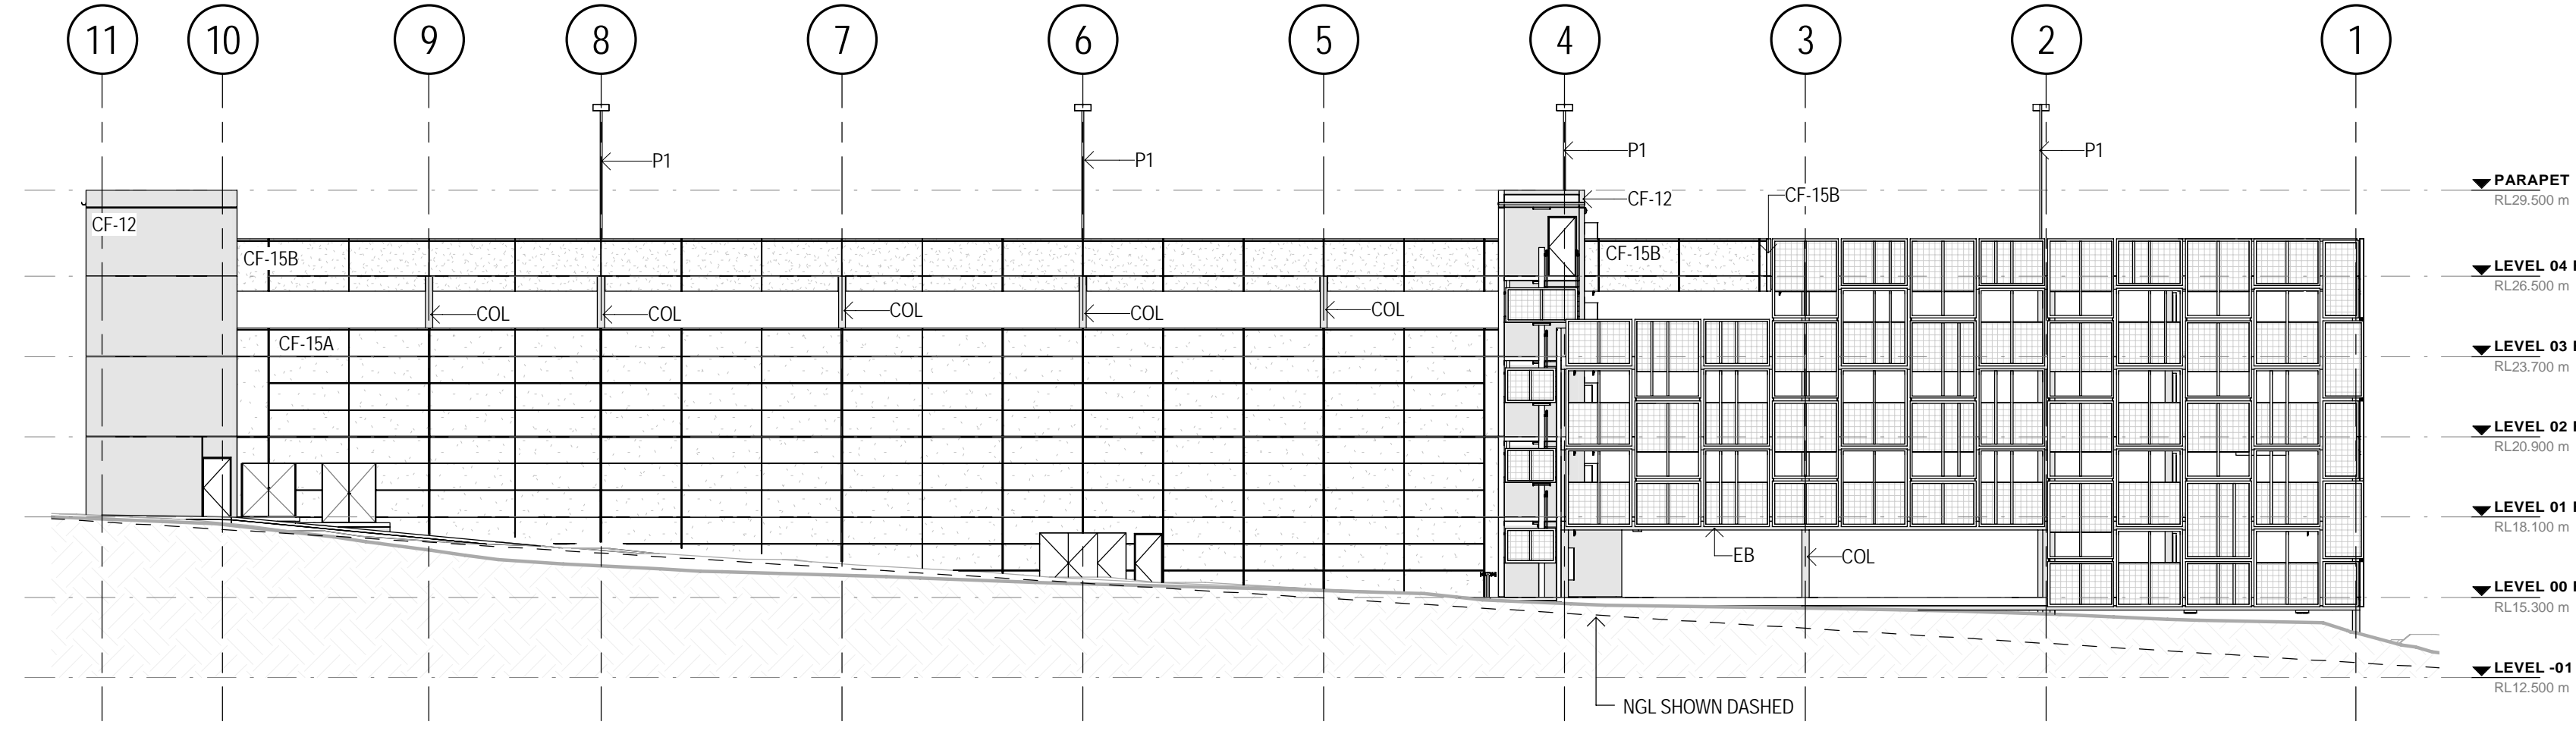 11 10 9 8 7 6 5 4 3 2 1
P1 P1 P1 P1
PARAPET
RL29.500 m
CF-12 CF-15B
CF-12
CF-15B CF-15B
LEVEL 04
RL26.500 m
COL COL COL COL COL
CF-15A
LEVEL 03
RL23.700 m
LEVEL 02
RL20.900 m
LEVEL 01
RL18.100 m
EB COL
LEVEL 00
RL15.300 m
LEVEL -01
RL12.500 m
NGL SHOWN DASHED